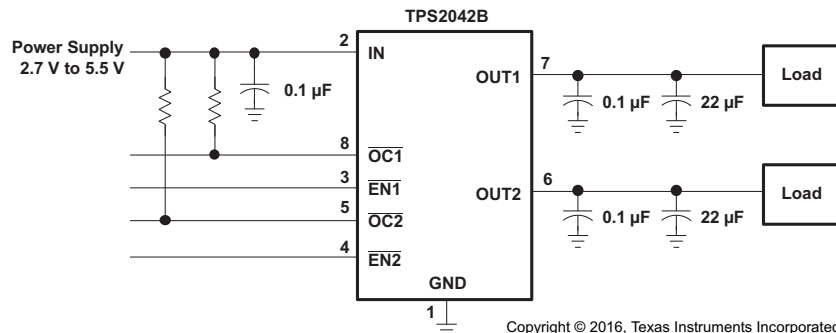 TPS2042B
Power Supply
2.7 V to 5.5 V
2
IN
0.1 µF
7
OUT1
0.1 µF
22 µF
Load
8
OC1
3
EN1
5
OC2
4
EN2
6
OUT2
0.1 µF
22 µF
Load
GND
1
Copyright © 2016, Texas Instruments Incorporated